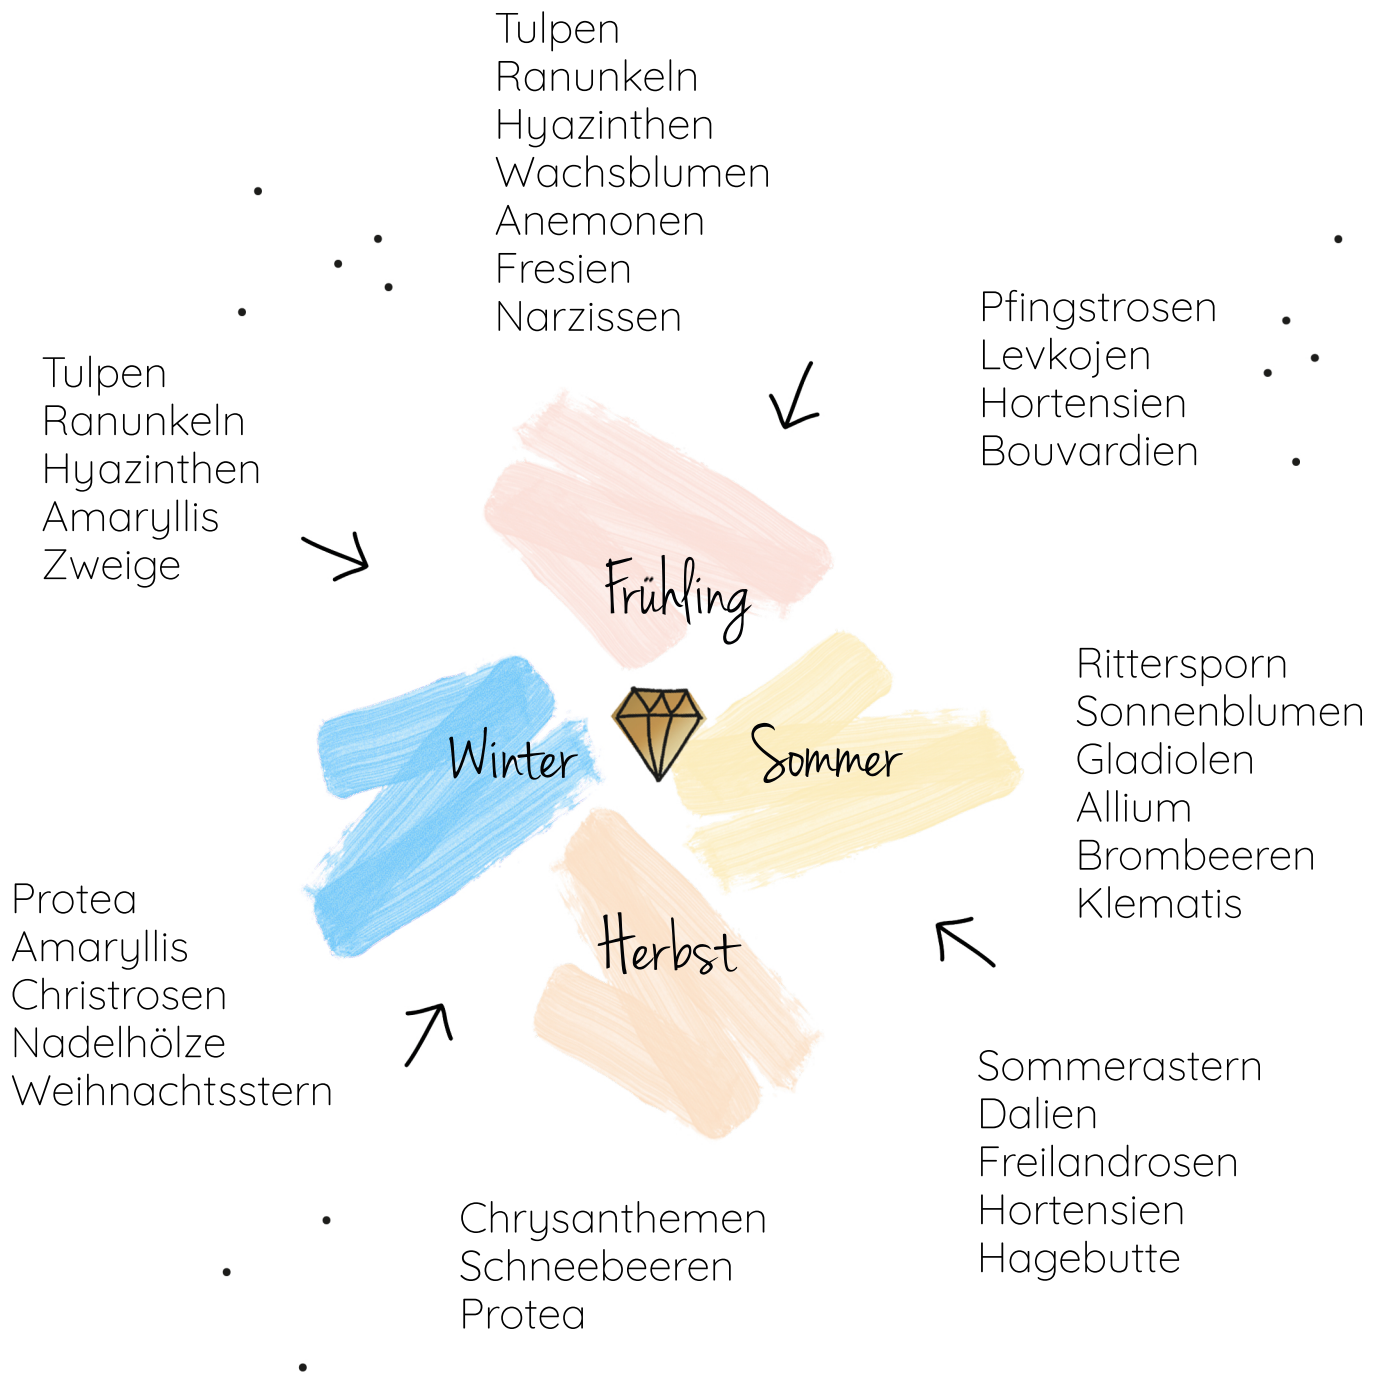 Tulpen
Ranunkeln
Hyazinthen
Wachsblumen
Anemonen
Fresien
Narzissen
Pfingstrosen
Levkojen
Hortensien
Bouvardien
Tulpen
Ranunkeln
Hyazinthen
Amaryllis
Zweige
Frühling
Winter
Sommer
Herbst
Rittersporn
Sonnenblumen
Gladiolen
Allium
Brombeeren
Klematis
Protea
Amaryllis
Christrosen
Nadelhölze
Weihnachtsstern
Sommerastern
Dalien
Freilandrosen
Hortensien
Hagebutte
Chrysanthemen
Schneebeeren
Protea